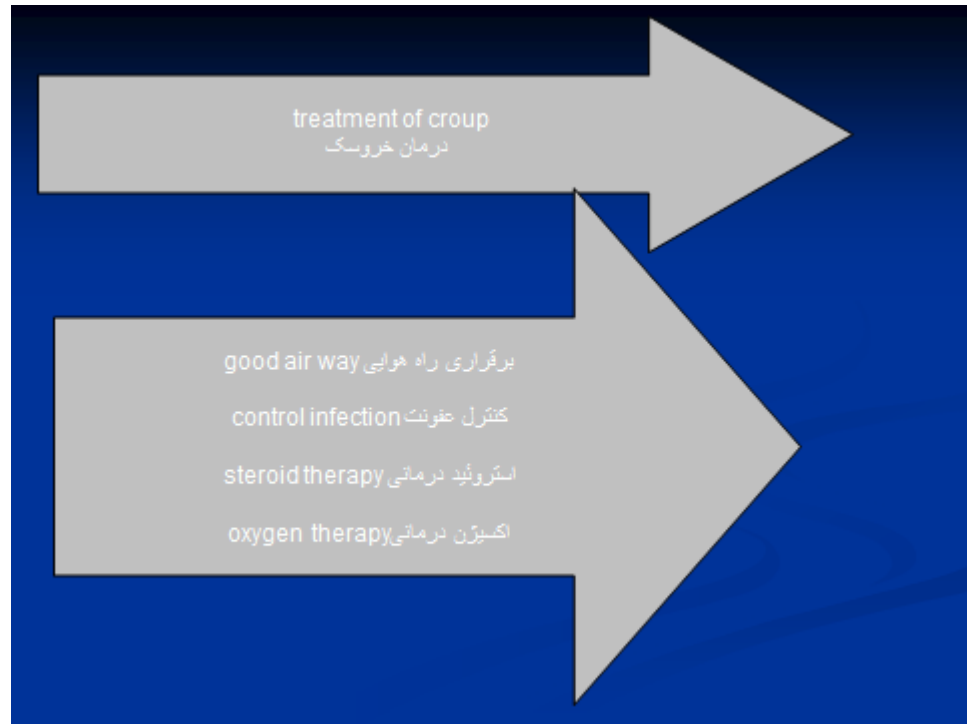 treatment of croup
درمان خروسک
برقراری راه هوایی good air way
کنترل عفونت control infection
استروئید درمانی steroid therapy
اکسیژن درمانی oxygen therapy